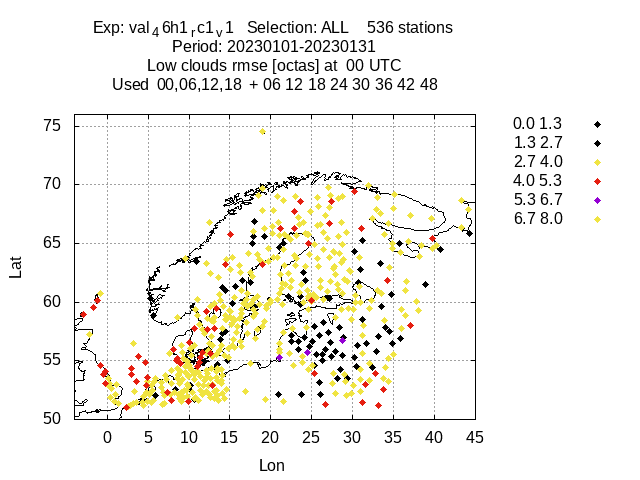 Exp: val46h1rc1v1 Selection: ALL 536 stations
Period: 20230101-20230131
Low clouds rmse [octas] at 00 UTC
Used 00,06,12,18 + 06 12 18 24 30 36 42 48
0.0 1.3
1.3 2.7
2.7 4.0
4.0 5.3
5.3 6.7
6.7 8.0
75
70
65
60
55
50
Lat
0 5 10 15 20 25 30 35 40 45
Lon